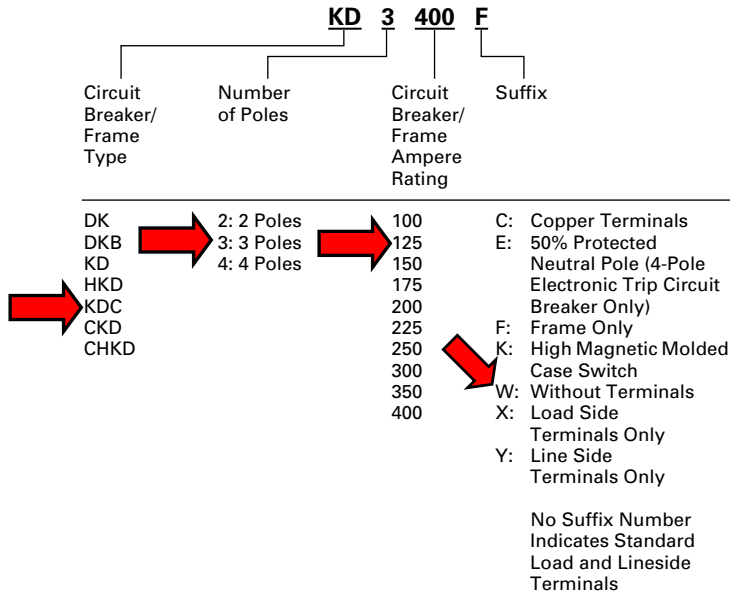 KD 3 400 F
Circuit
Breaker/
Frame
Type
Number
of Poles
Circuit
Breaker/
Frame
Ampere
Rating
Suffix
DK
DKB
KD
HKD
KDC
CKD
CHKD
2: 2 Poles
3: 3 Poles
4: 4 Poles
100
125
150
175
200
225
250
300
350
400
C: Copper Terminals
E: 50% Protected
Neutral Pole (4-Pole
Electronic Trip Circuit
Breaker Only)
F: Frame Only
K: High Magnetic Molded
Case Switch
W: Without Terminals
X: Load Side
Terminals Only
Y: Line Side
Terminals Only
No Suffix Number
Indicates Standard
Load and Lineside
Terminals